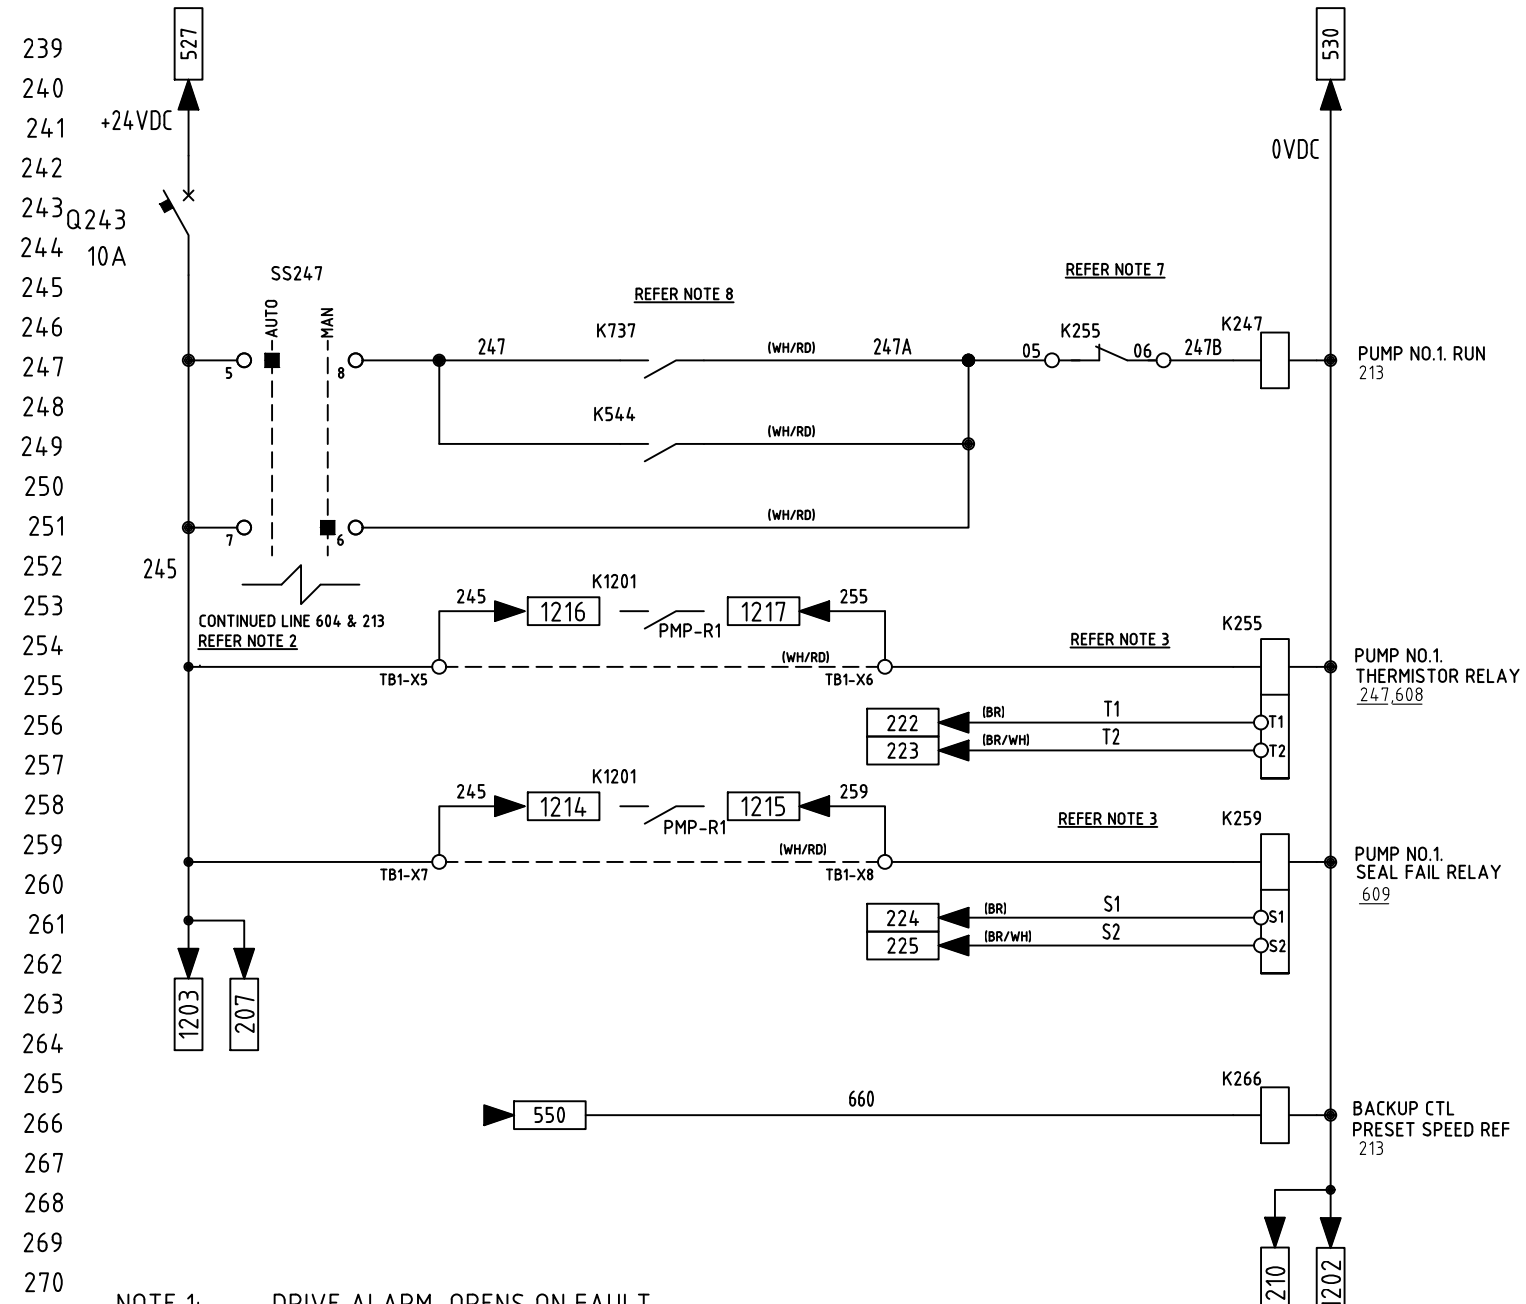 239
527
530
240
241
+24VDC
242
0VDC
243
Q243
244
10A
SS247
245
REFER NOTE 7
REFER NOTE 8
246
AUTO
MAN
K737
K255
K247
247
5
8
247
(WH/RD)
247A
05
06
247B
PUMP NO.1. RUN
213
248
K544
249
(WH/RD)
250
251
7
6
(WH/RD)
252
245
253
CONTINUED LINE 604 & 213
REFER NOTE 2
245
K1201
1216
1217
255
PMP-R1
254
K255
REFER NOTE 3
255
TB1-X5
(WH/RD)
TB1-X6
PUMP NO.1.
THERMISTOR RELAY
247,608
256
222
(BR)
T1
T1
257
223
(BR/WH)
T2
T2
258
245
K1201
1214
1215
259
PMP-R1
REFER NOTE 3
K259
259
TB1-X7
(WH/RD)
TB1-X8
PUMP NO.1.
SEAL FAIL RELAY
609
260
261
224
(BR)
S1
S1
262
225
(BR/WH)
S2
S2
263
1203
207
264
265
K266
266
550
660
BACKUP CTL
PRESET SPEED REF
213
267
268
269
270
210
1202
NOTE 1: DRIVE ALARM, OPENS ON FAULT